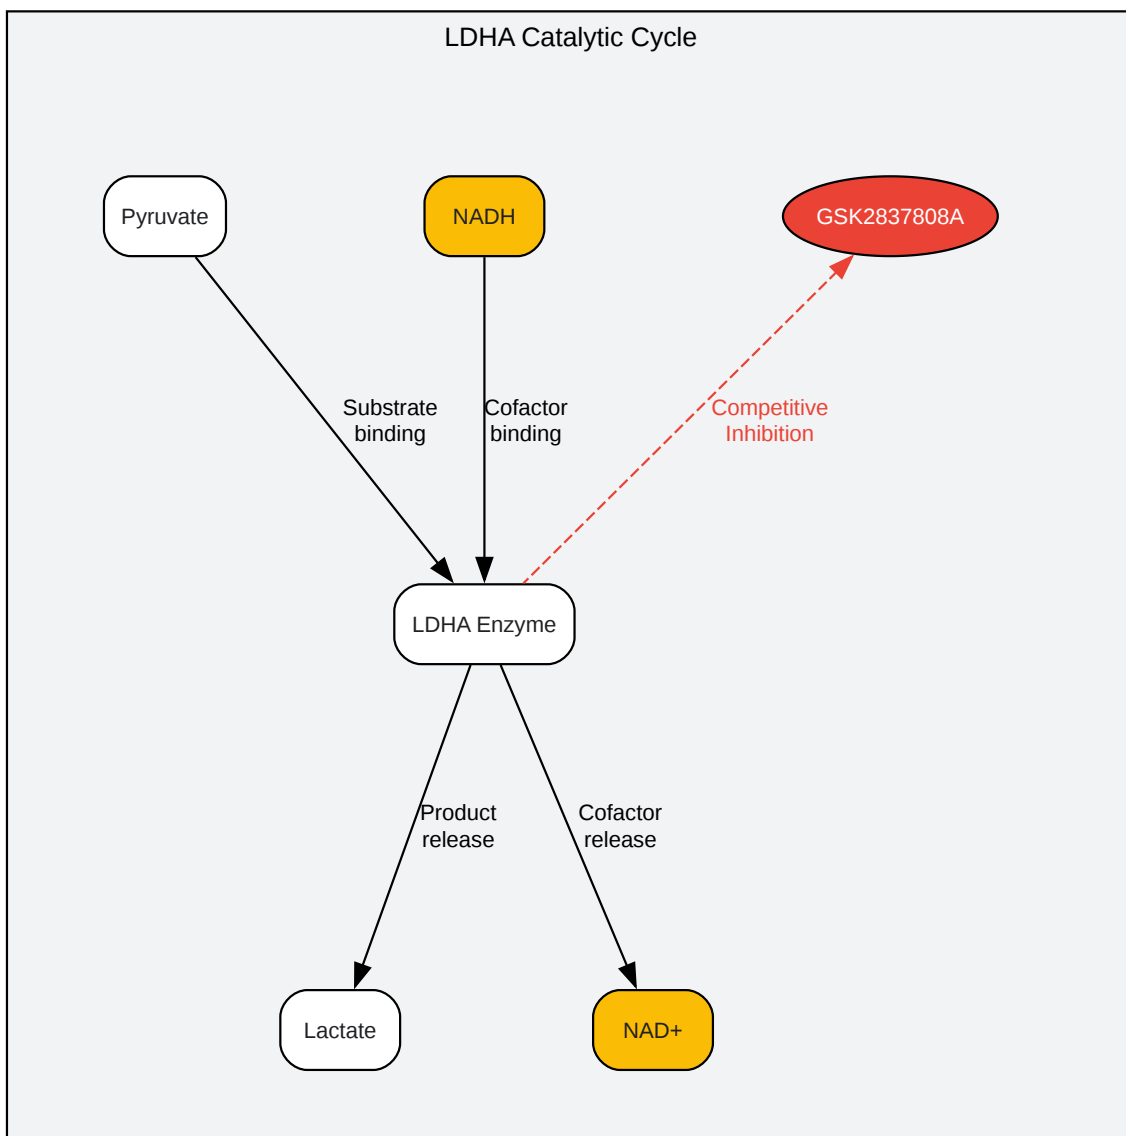 LDHA Catalytic Cycle
Pyruvate
NADH
GSK2837808A
Substrate
binding
Cofactor
binding
Competitive
Inhibition
LDHA Enzyme
Product
release
Cofactor
release
Lactate
NAD+